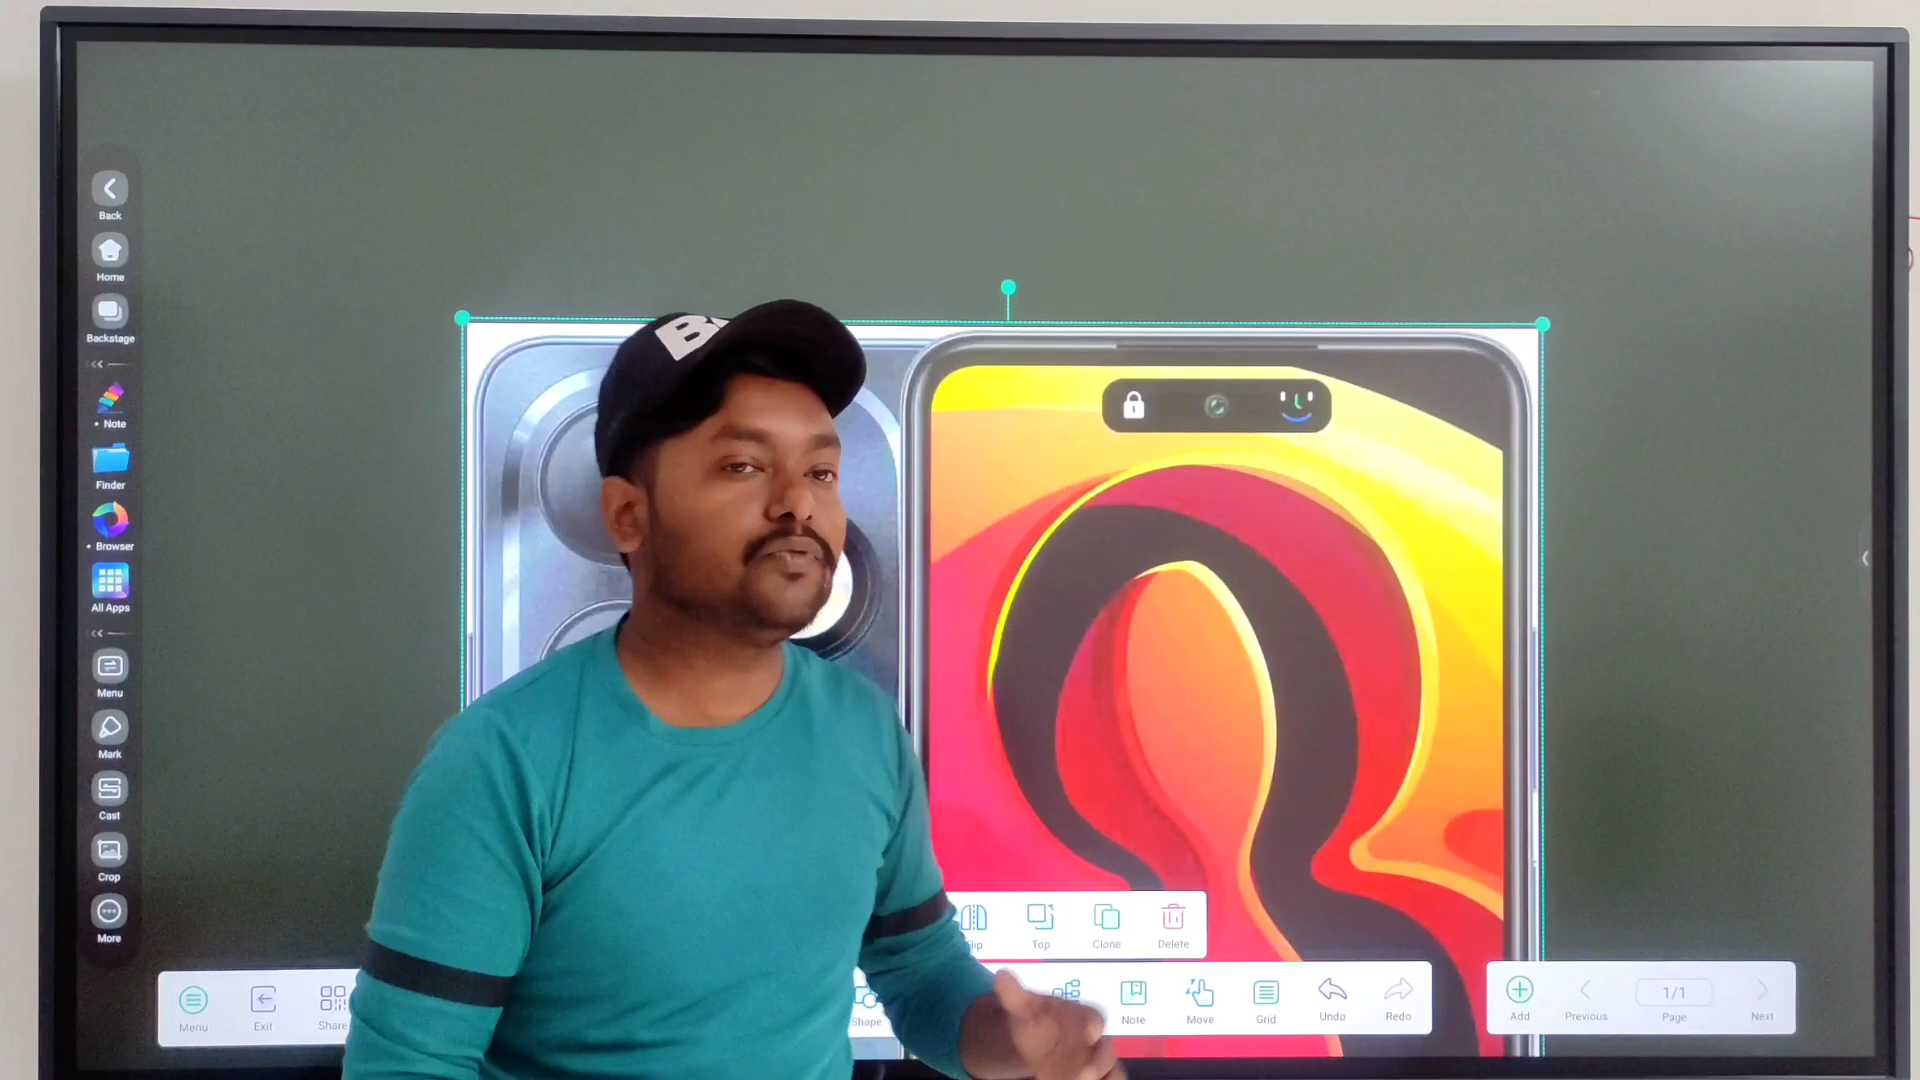 Back
Home
Backstage
Note
Finder
Browser
All Apps
Menu
Mark
Cast
Crop
More
B
Top
Clone
Delete
Menu
Exit
Share
Shape
Note
Move
Grid
Undo
Redo
Add
Previous
1/1
Page
Next